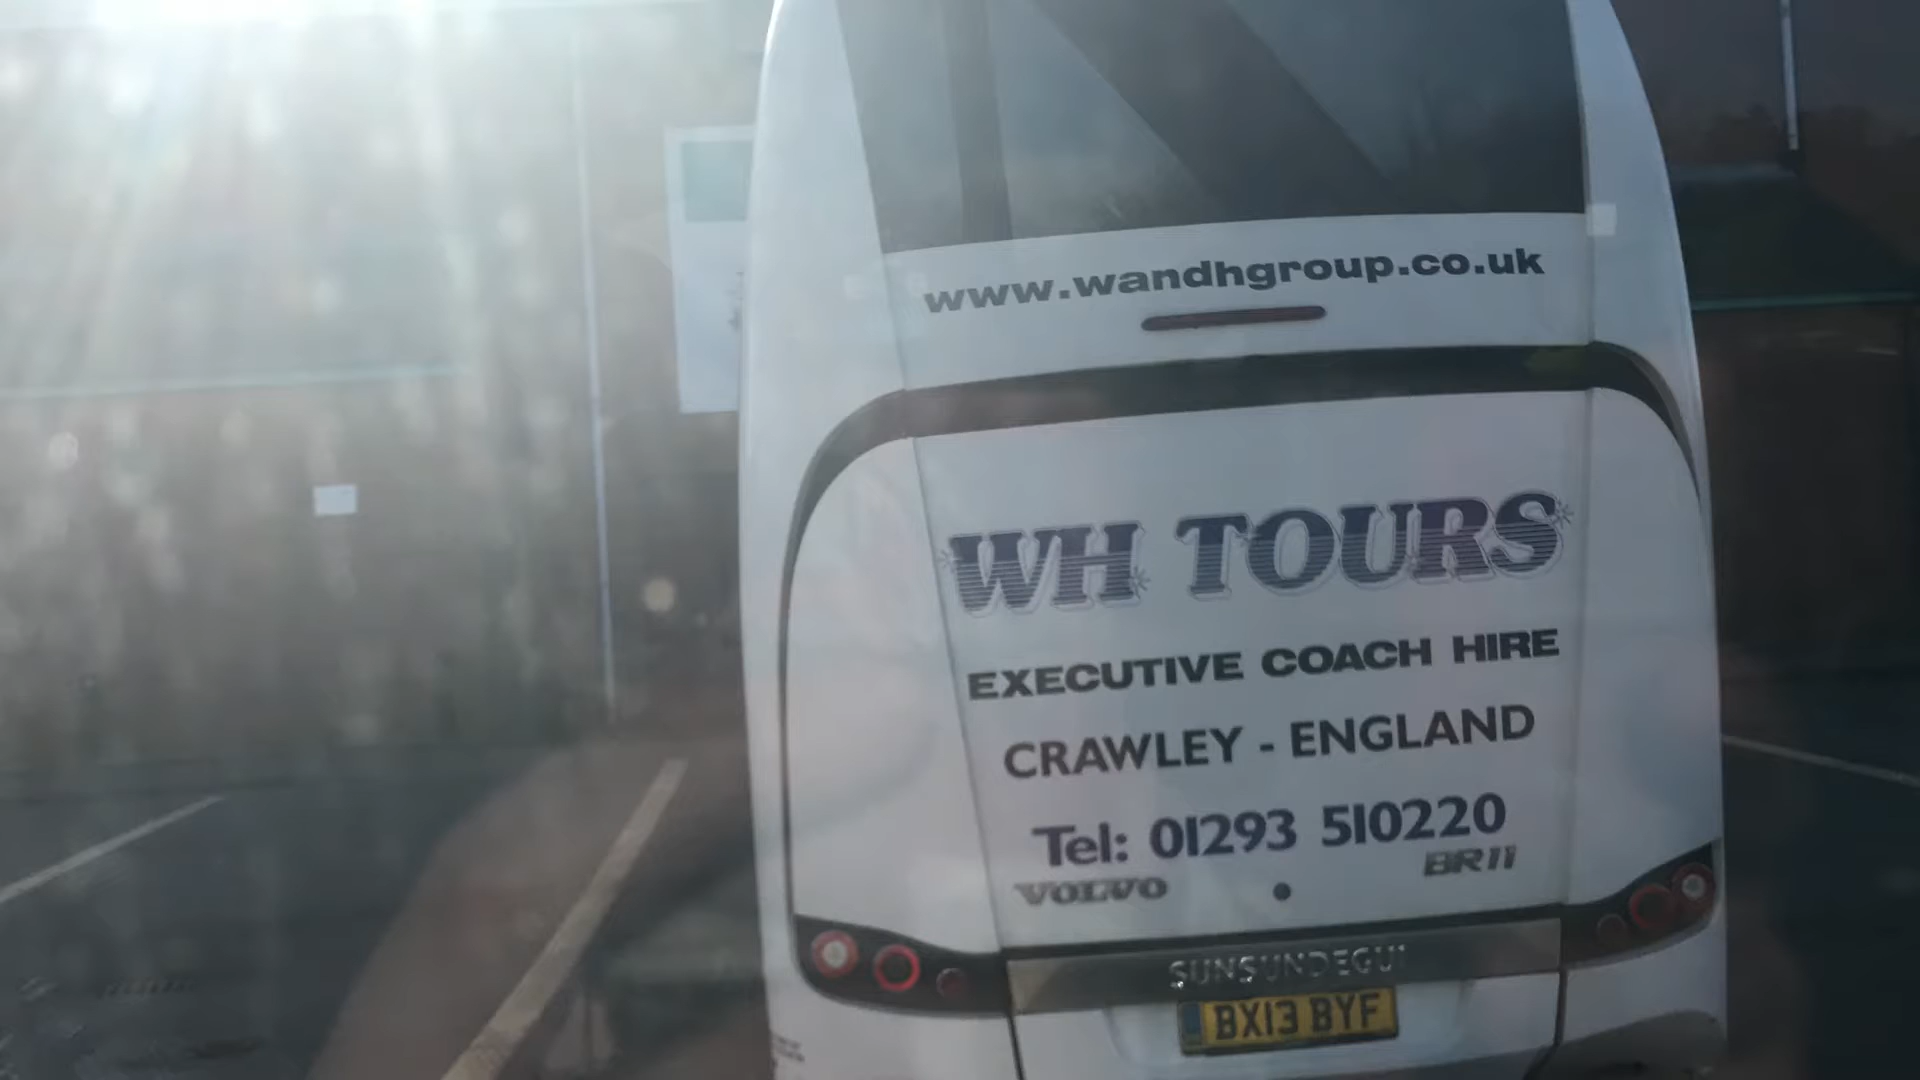 www.wandhgroup.co.uk
WH TOURS
EXECUTIVE COACH HIRE
CRAWLEY - ENGLAND
Tel: 01293 510220
VOLVO
BR11
SUNSUNDEGUI
BX13 BYF